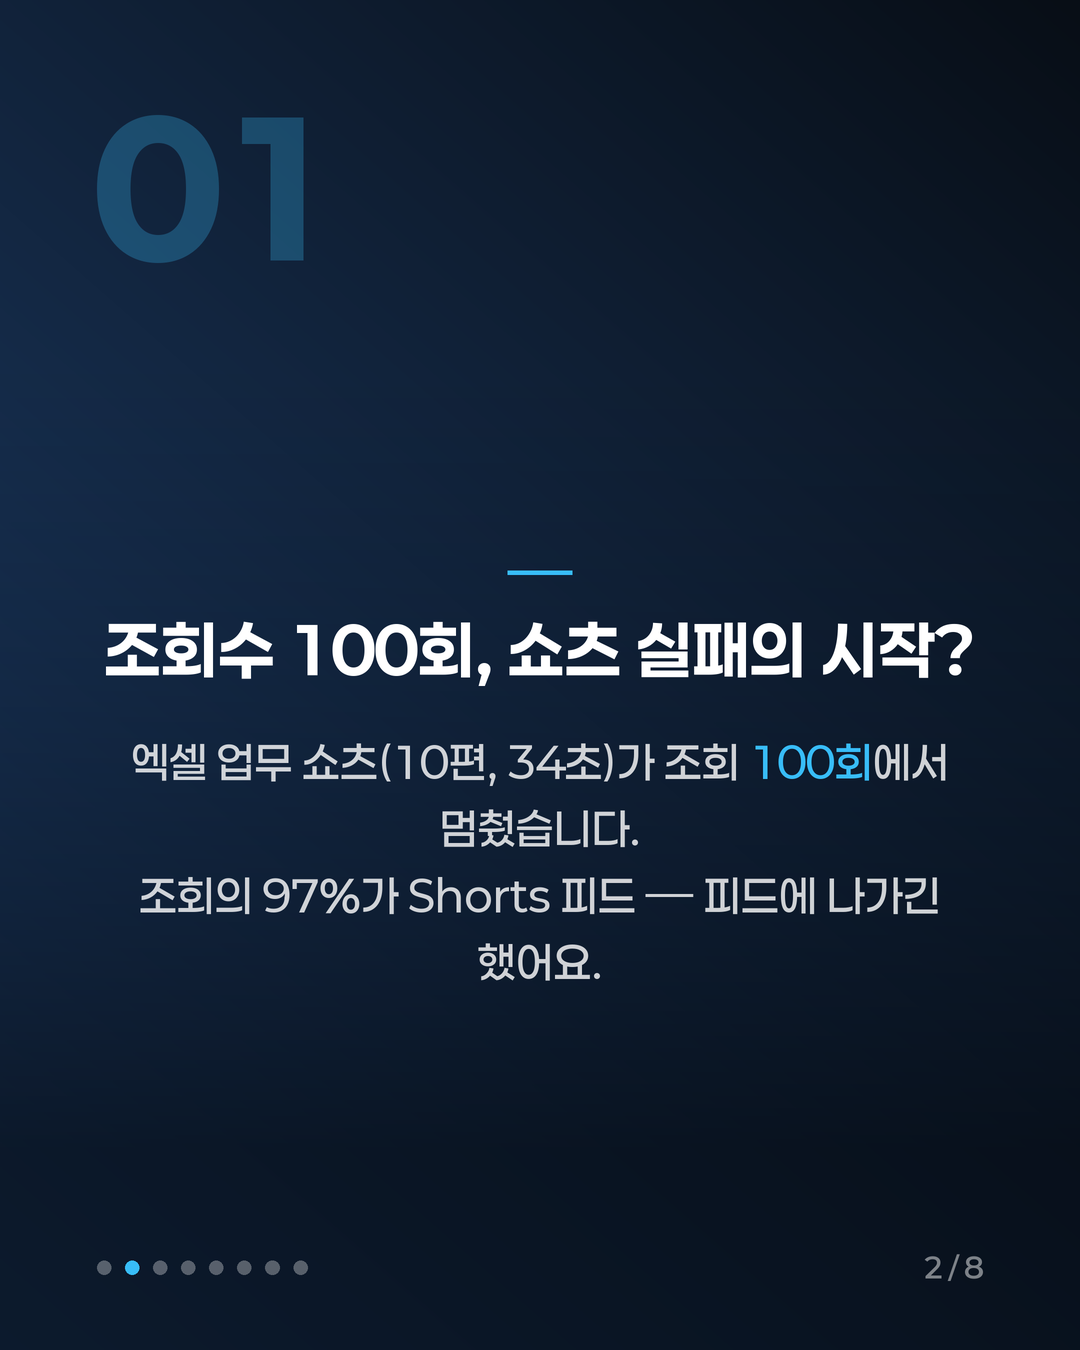 01
조회수 100회, 쇼츠 실패의 시작?
엑셀 업무 쇼츠(10편, 34초)가 조회 100회에서
멈췄습니다.
조회의 97%가 Shorts 피드 — 피드에 나가긴
했어요.
2/8